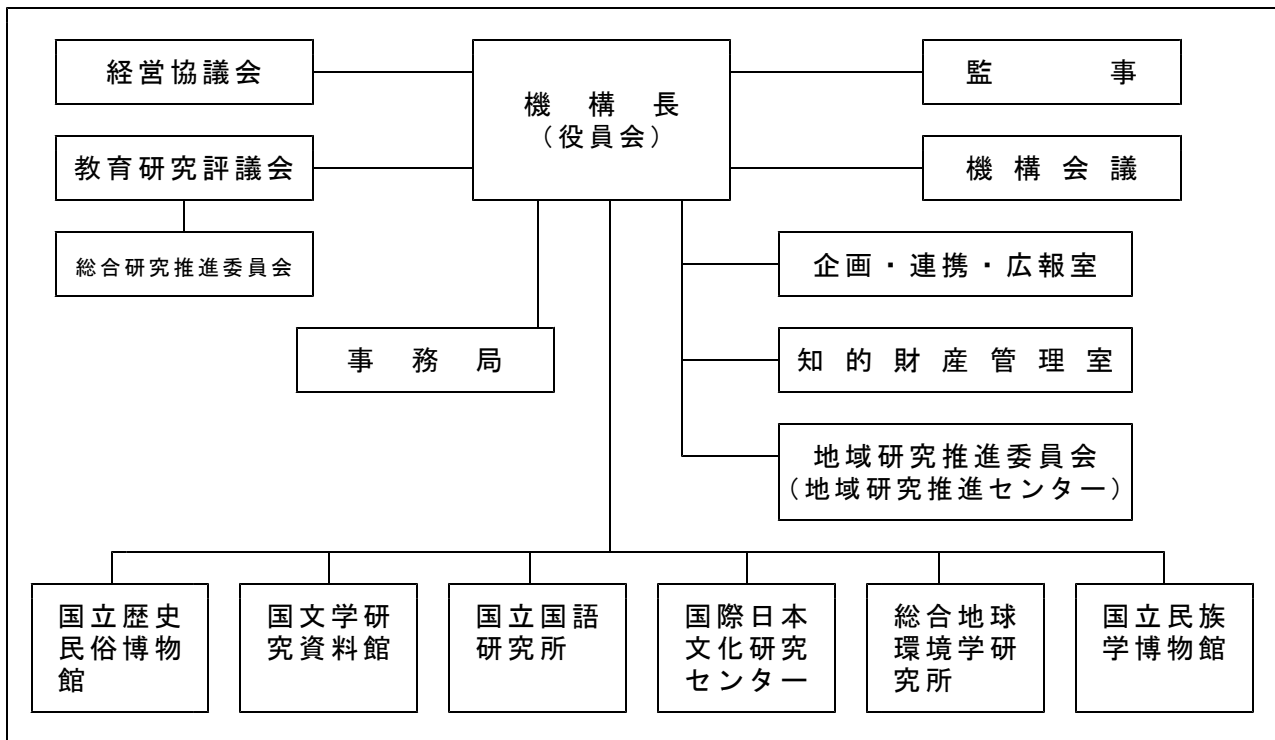 経営協議会
機構長
（役員会）
監事
教育研究評議会
機構会議
総合研究推進委員会
企画・連携・広報室
事務局
知的財産管理室
地域研究推進委員会
（地域研究推進センター）
国立歴史
民俗博物
館
国文学研
究資料館
国立国語
研究所
国際日本
文化研究
センター
総合地球
環境学研
究所
国立民族
学博物館